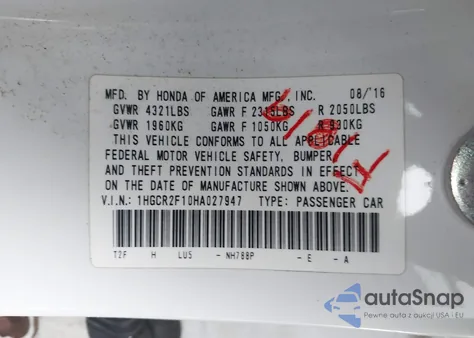 MFD. BY HONDA OF AMERICA MFG., INC. 08/'16
GVWR 4321LBS GAWR F 2315LBS R 2050LBS
GVWR 1960KG GAWR F 1050KG R 930KG
THIS VEHICLE CONFORMS TO ALL APPLICABLE
FEDERAL MOTOR VEHICLE SAFETY, BUMPER,
AND THEFT PREVENTION STANDARDS IN EFFECT
ON THE DATE OF MANUFACTURE SHOWN ABOVE.
V.I.N.: 1HGCR2F10HA027947 TYPE: PASSENGER CAR
T2F H LU5 -NH788P -E -A
autoSnap
Pewne auta z aukcji USA i EU